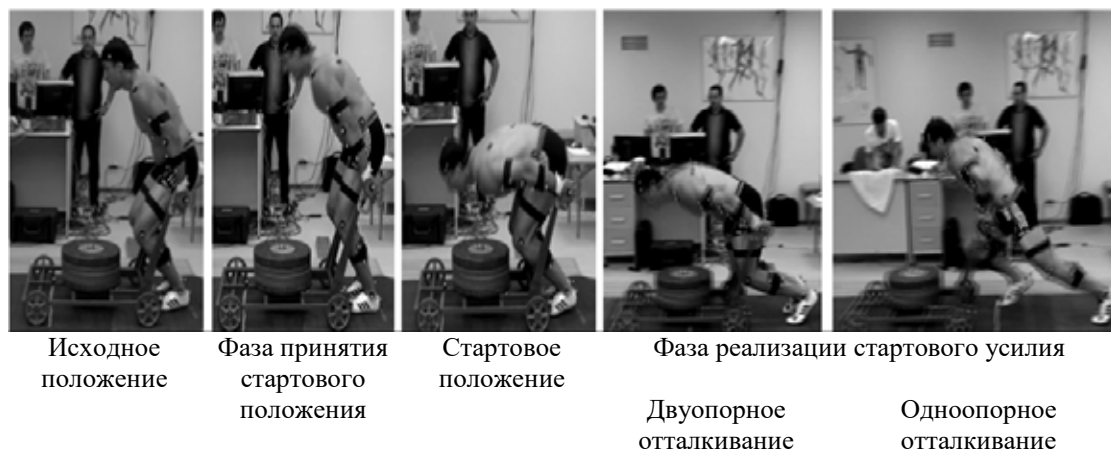 Исходное
положение
Фаза принятия
стартового
положения
Стартовое
положение
Фаза реализации стартового усилия
Двуопорное
отталкивание
Одноопорное
отталкивание